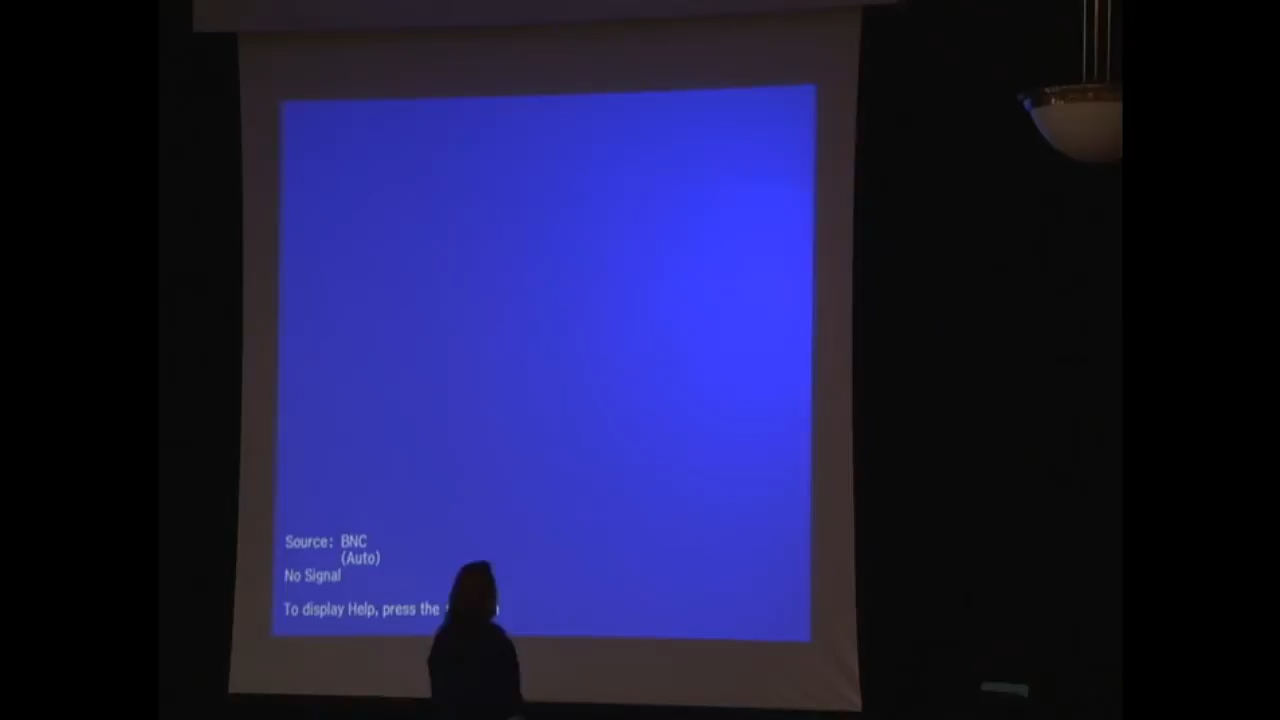 Source: BNC
(Auto)
No Signal
To display Help, press the